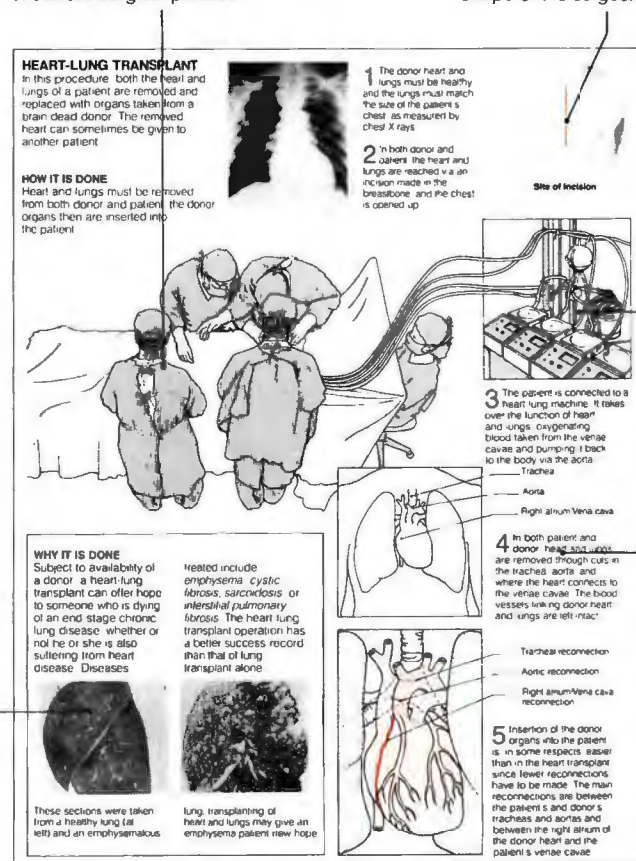 HEART-LUNG TRANSPLANT
In this procedure both the heart and
lungs of a patient are removed and
replaced with organs taken from a
brain dead donor The removed
heart can sometimes be given to
another patient
HOW IT IS DONE
Heart and lungs must be removed
from both donor and patient the donor
organs then are inserted into
the patient
1 The donor heart and
lungs must be healthy
and the lungs must match
the size of the patient s
chest as measured by
chest X rays
2 In both donor and
patient the heart and
lungs are reached via an
incision made in the
breastbone and the chest
is opened up
Site of Incision
3 The patient is connected to a
heart lung machine It takes
over the function of heart
and lungs oxygenating
blood taken from the venae
cavae and pumping it back
to the body via the aorta
Trachea
Aorta
Right atrium/Vena cava
4 In both patient and
donor heart and lungs
are removed through cuts in
the trachea aorta and
where the heart connects to
the venae cavae The blood
vessels linking donor heart
and lungs are left intact
Tracheal reconnection
Aortic reconnection
Right atrium/Vena cava
reconnection
5 Insertion of the donor
organs into the patient
is in some respects easier
than in the heart transplant
since fewer reconnections
have to be made The main
reconnections are between
the patient s and donor s
tracheas and aortas and
between the right atrium of
the donor heart and the
patient s venae cavae
WHY IT IS DONE
Subject to availability of
a donor a heart-lung
transplant can offer hope
to someone who is dying
of an end stage chronic
lung disease whether or
not he or she is also
suffering from heart
disease Diseases
treated include
emphysema cystic
fibrosis, sarcoidosis or
interstitial pulmonary
fibrosis The heart lung
transplant operation has
a better success record
than that of lung
transplant alone
These sections were taken
from a healthy lung (at
left) and an emphysematous
lung, transplanting of
heart and lungs may give an
emphysema patient new hope